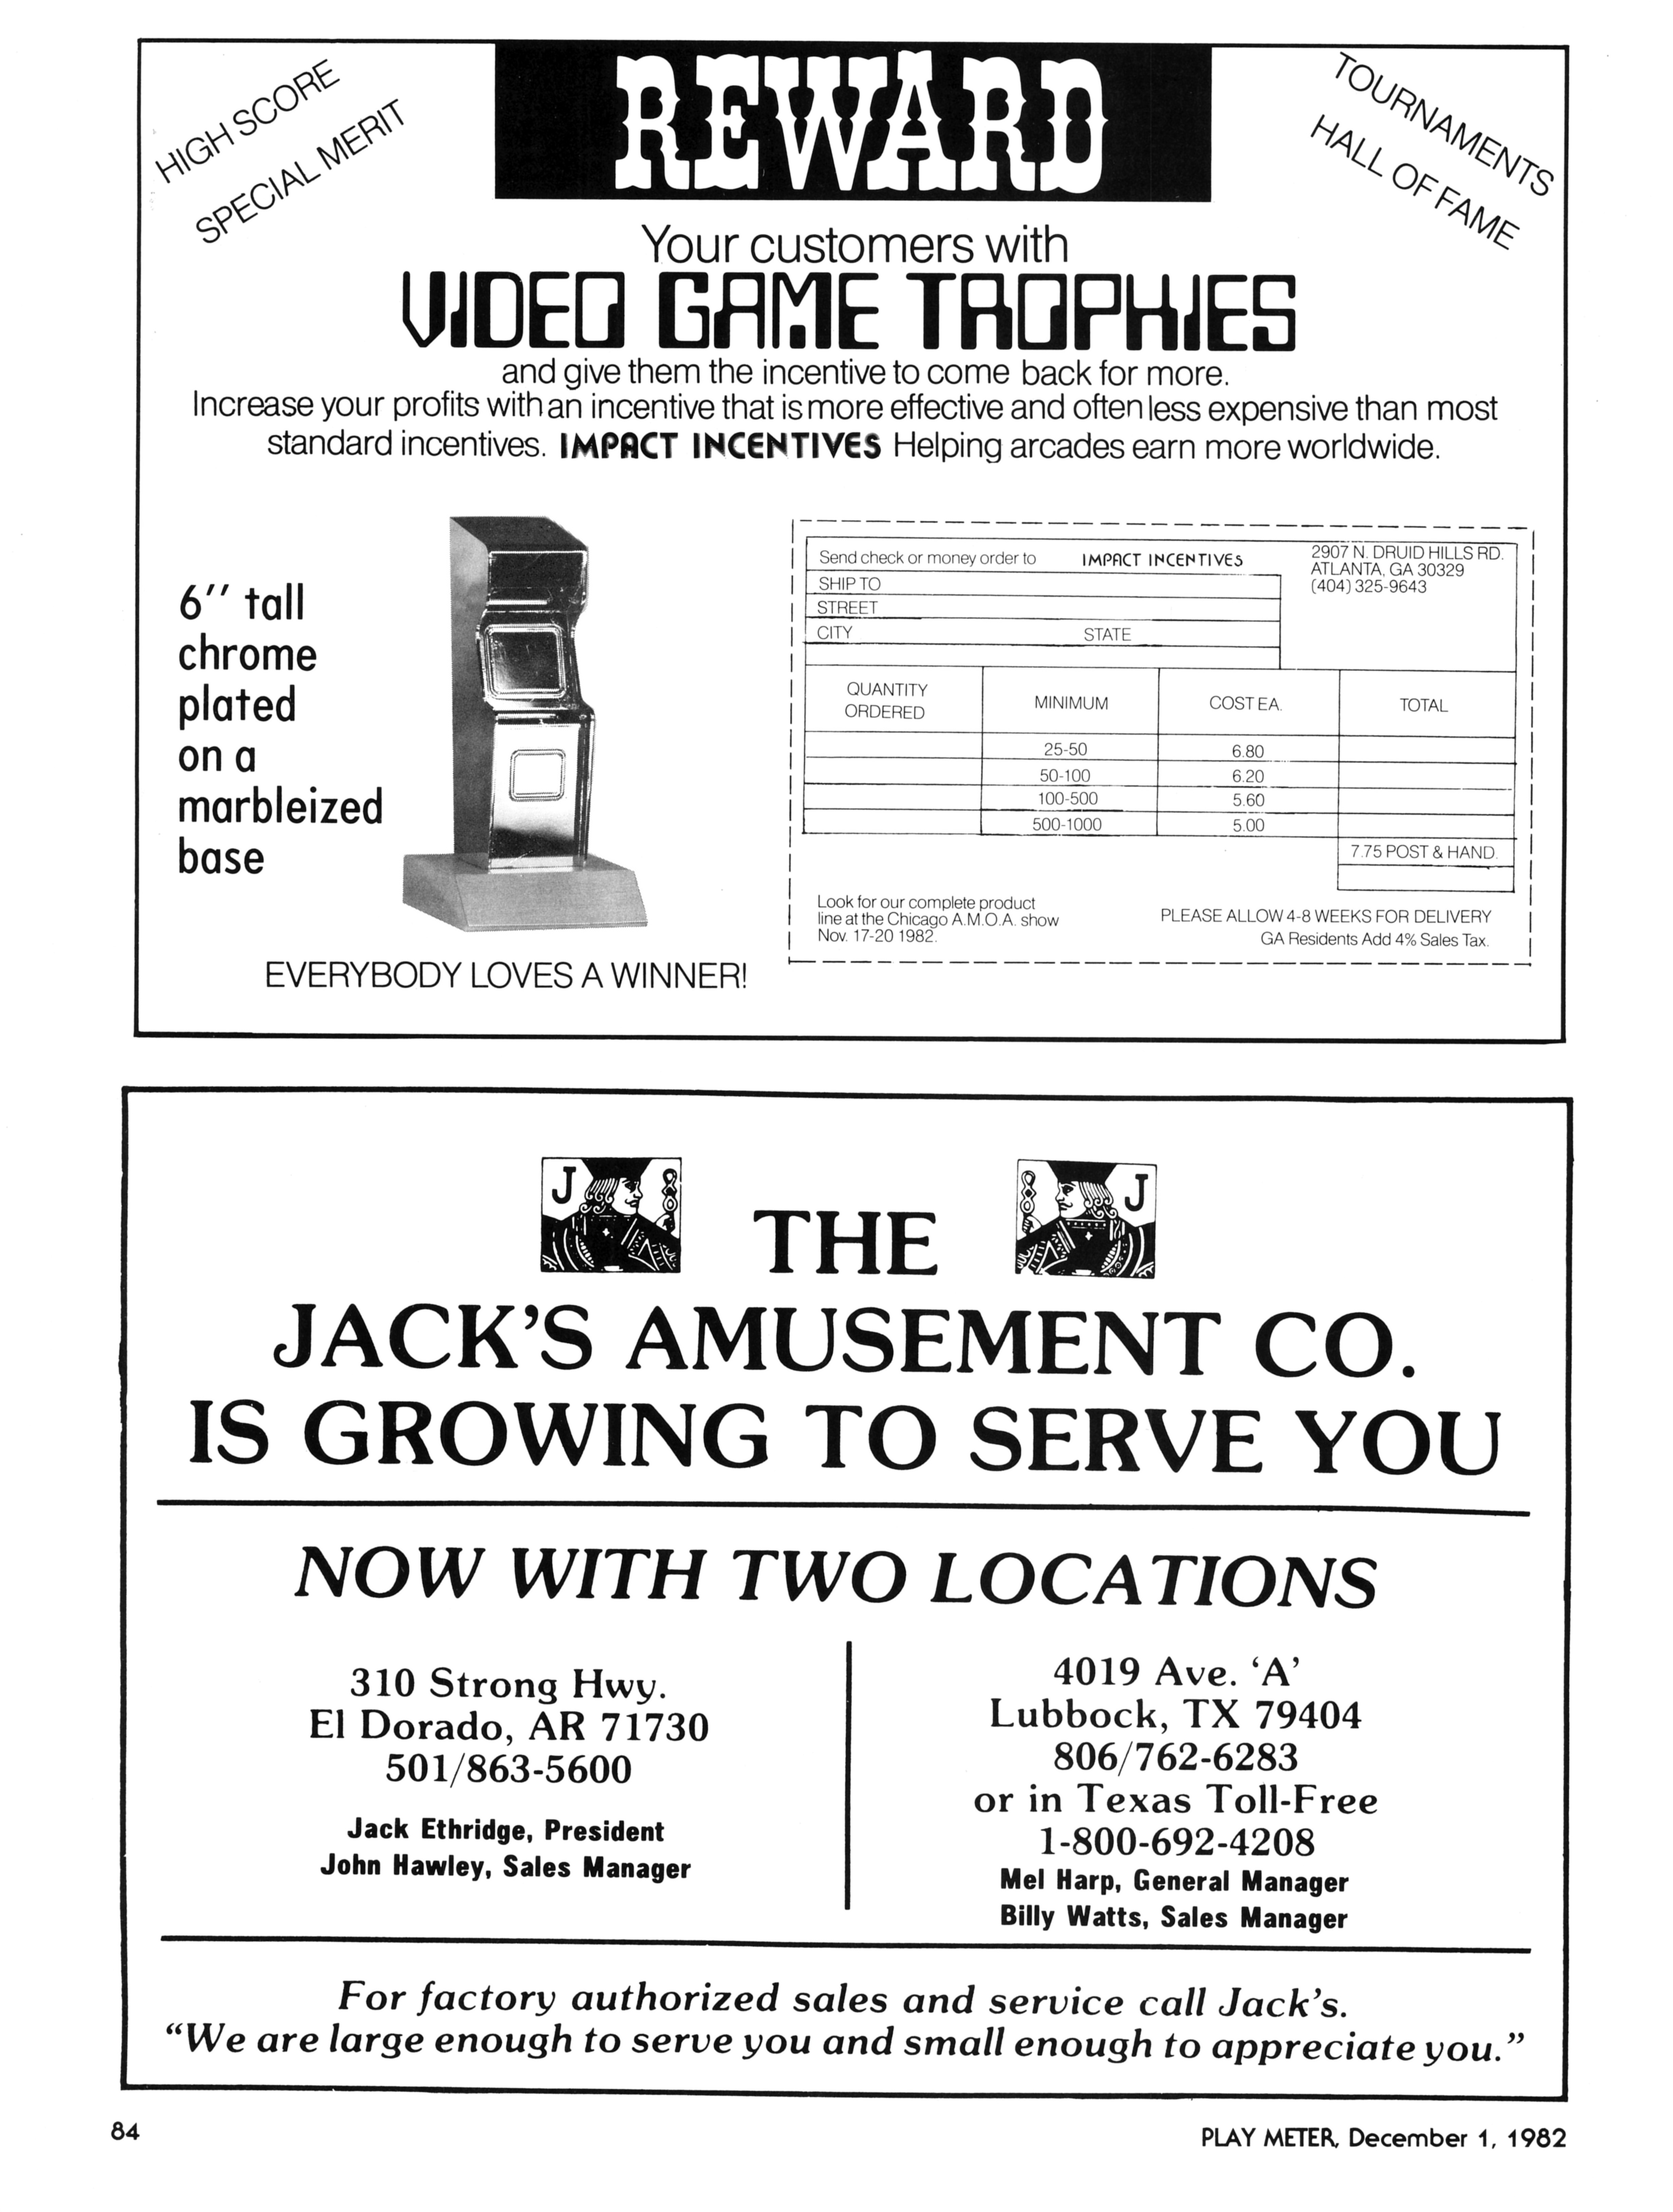 HIGH SCORE
SPECIAL MERIT
REWARD
TOURNAMENTS
HALL OF FAME
Your customers with
VIDEO GAME TROPHIES
and give them the incentive to come back for more.
Increase your profits with an incentive that is more effective and often less expensive than most
standard incentives. IMPACT INCENTIVES Helping arcades earn more worldwide.
6" tall
chrome
plated
on a
marbleized
base
EVERYBODY LOVES A WINNER!
Send check or money order to IMPACT INCENTIVES
2907 N. DRUID HILLS RD.
ATLANTA, GA 30329
(404) 325-9643
SHIP TO
STREET
CITY STATE
QUANTITY
ORDERED
MINIMUM COST EA. TOTAL
25-50 6.80
50-100 6.20
100-500 5.60
500-1000 5.00
7.75 POST & HAND.
Look for our complete product
line at the Chicago A.M.O.A. show
Nov. 17-20 1982.
PLEASE ALLOW 4-8 WEEKS FOR DELIVERY
GA Residents Add 4% Sales Tax.
J
J
THE
JACK'S AMUSEMENT CO.
IS GROWING TO SERVE YOU
NOW WITH TWO LOCATIONS
310 Strong Hwy.
El Dorado, AR 71730
501/863-5600
Jack Ethridge, President
John Hawley, Sales Manager
4019 Ave. 'A'
Lubbock, TX 79404
806/762-6283
or in Texas Toll-Free
1-800-692-4208
Mel Harp, General Manager
Billy Watts, Sales Manager
For factory authorized sales and service call Jack's.
"We are large enough to serve you and small enough to appreciate you."
84
PLAY METER, December 1, 1982